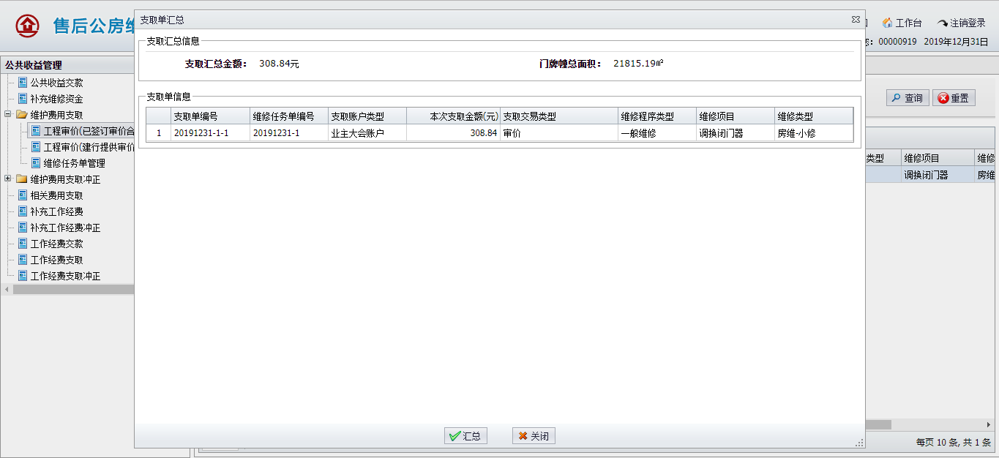 售后公房维
工作台
注销登录
00000919 2019年12月31日
公共收益管理
公共收益交款
补充维修资金
维护费用支取
工程审价(已签订审价合
工程审价(建行提供审价
维修任务单管理
维护费用支取冲正
相关费用支取
补充工作经费
补充工作经费冲正
工作经费交款
工作经费支取
工作经费支取冲正
支取单汇总
支取汇总信息
支取汇总金额： 308.84元 门牌幢总面积： 21815.19㎡
支取单信息
支取单编号 维修任务单编号 支取账户类型 本次支取金额(元) 支取交易类型 维修程序类型 维修项目 维修类型
1 20191231-1-1 20191231-1 业主大会账户 308.84 审价 一般维修 调换闭门器 房维-小修
汇总 关闭
查询 重置
类型 维修项目 维修
调换闭门器 房维
每页 10 条, 共 1 条